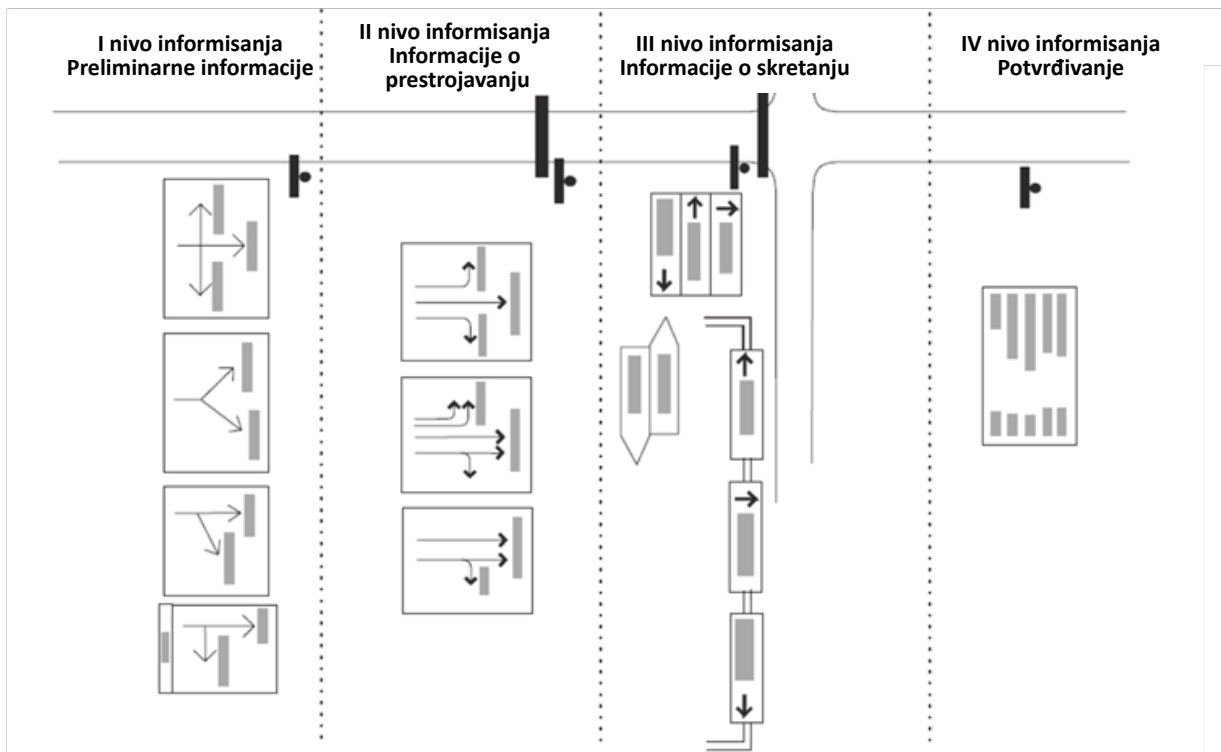 I nivo informisanja
Preliminarne informacije
II nivo informisanja
Informacije o
prestrojavanju
III nivo informisanja
Informacije o skretanju
IV nivo informisanja
Potvrđivanje